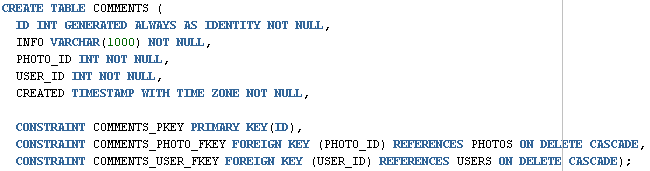 CREATE TABLE COMMENTS (
ID INT GENERATED ALWAYS AS IDENTITY NOT NULL,
INFO VARCHAR(1000) NOT NULL,
PHOTO_ID INT NOT NULL,
USER_ID INT NOT NULL,
CREATED TIMESTAMP WITH TIME ZONE NOT NULL,
CONSTRAINT COMMENTS_PKEY PRIMARY KEY(ID),
CONSTRAINT COMMENTS_PHOTO_FKEY FOREIGN KEY (PHOTO_ID) REFERENCES PHOTOS ON DELETE CASCADE,
CONSTRAINT COMMENTS_USER_FKEY FOREIGN KEY (USER_ID) REFERENCES USERS ON DELETE CASCADE);